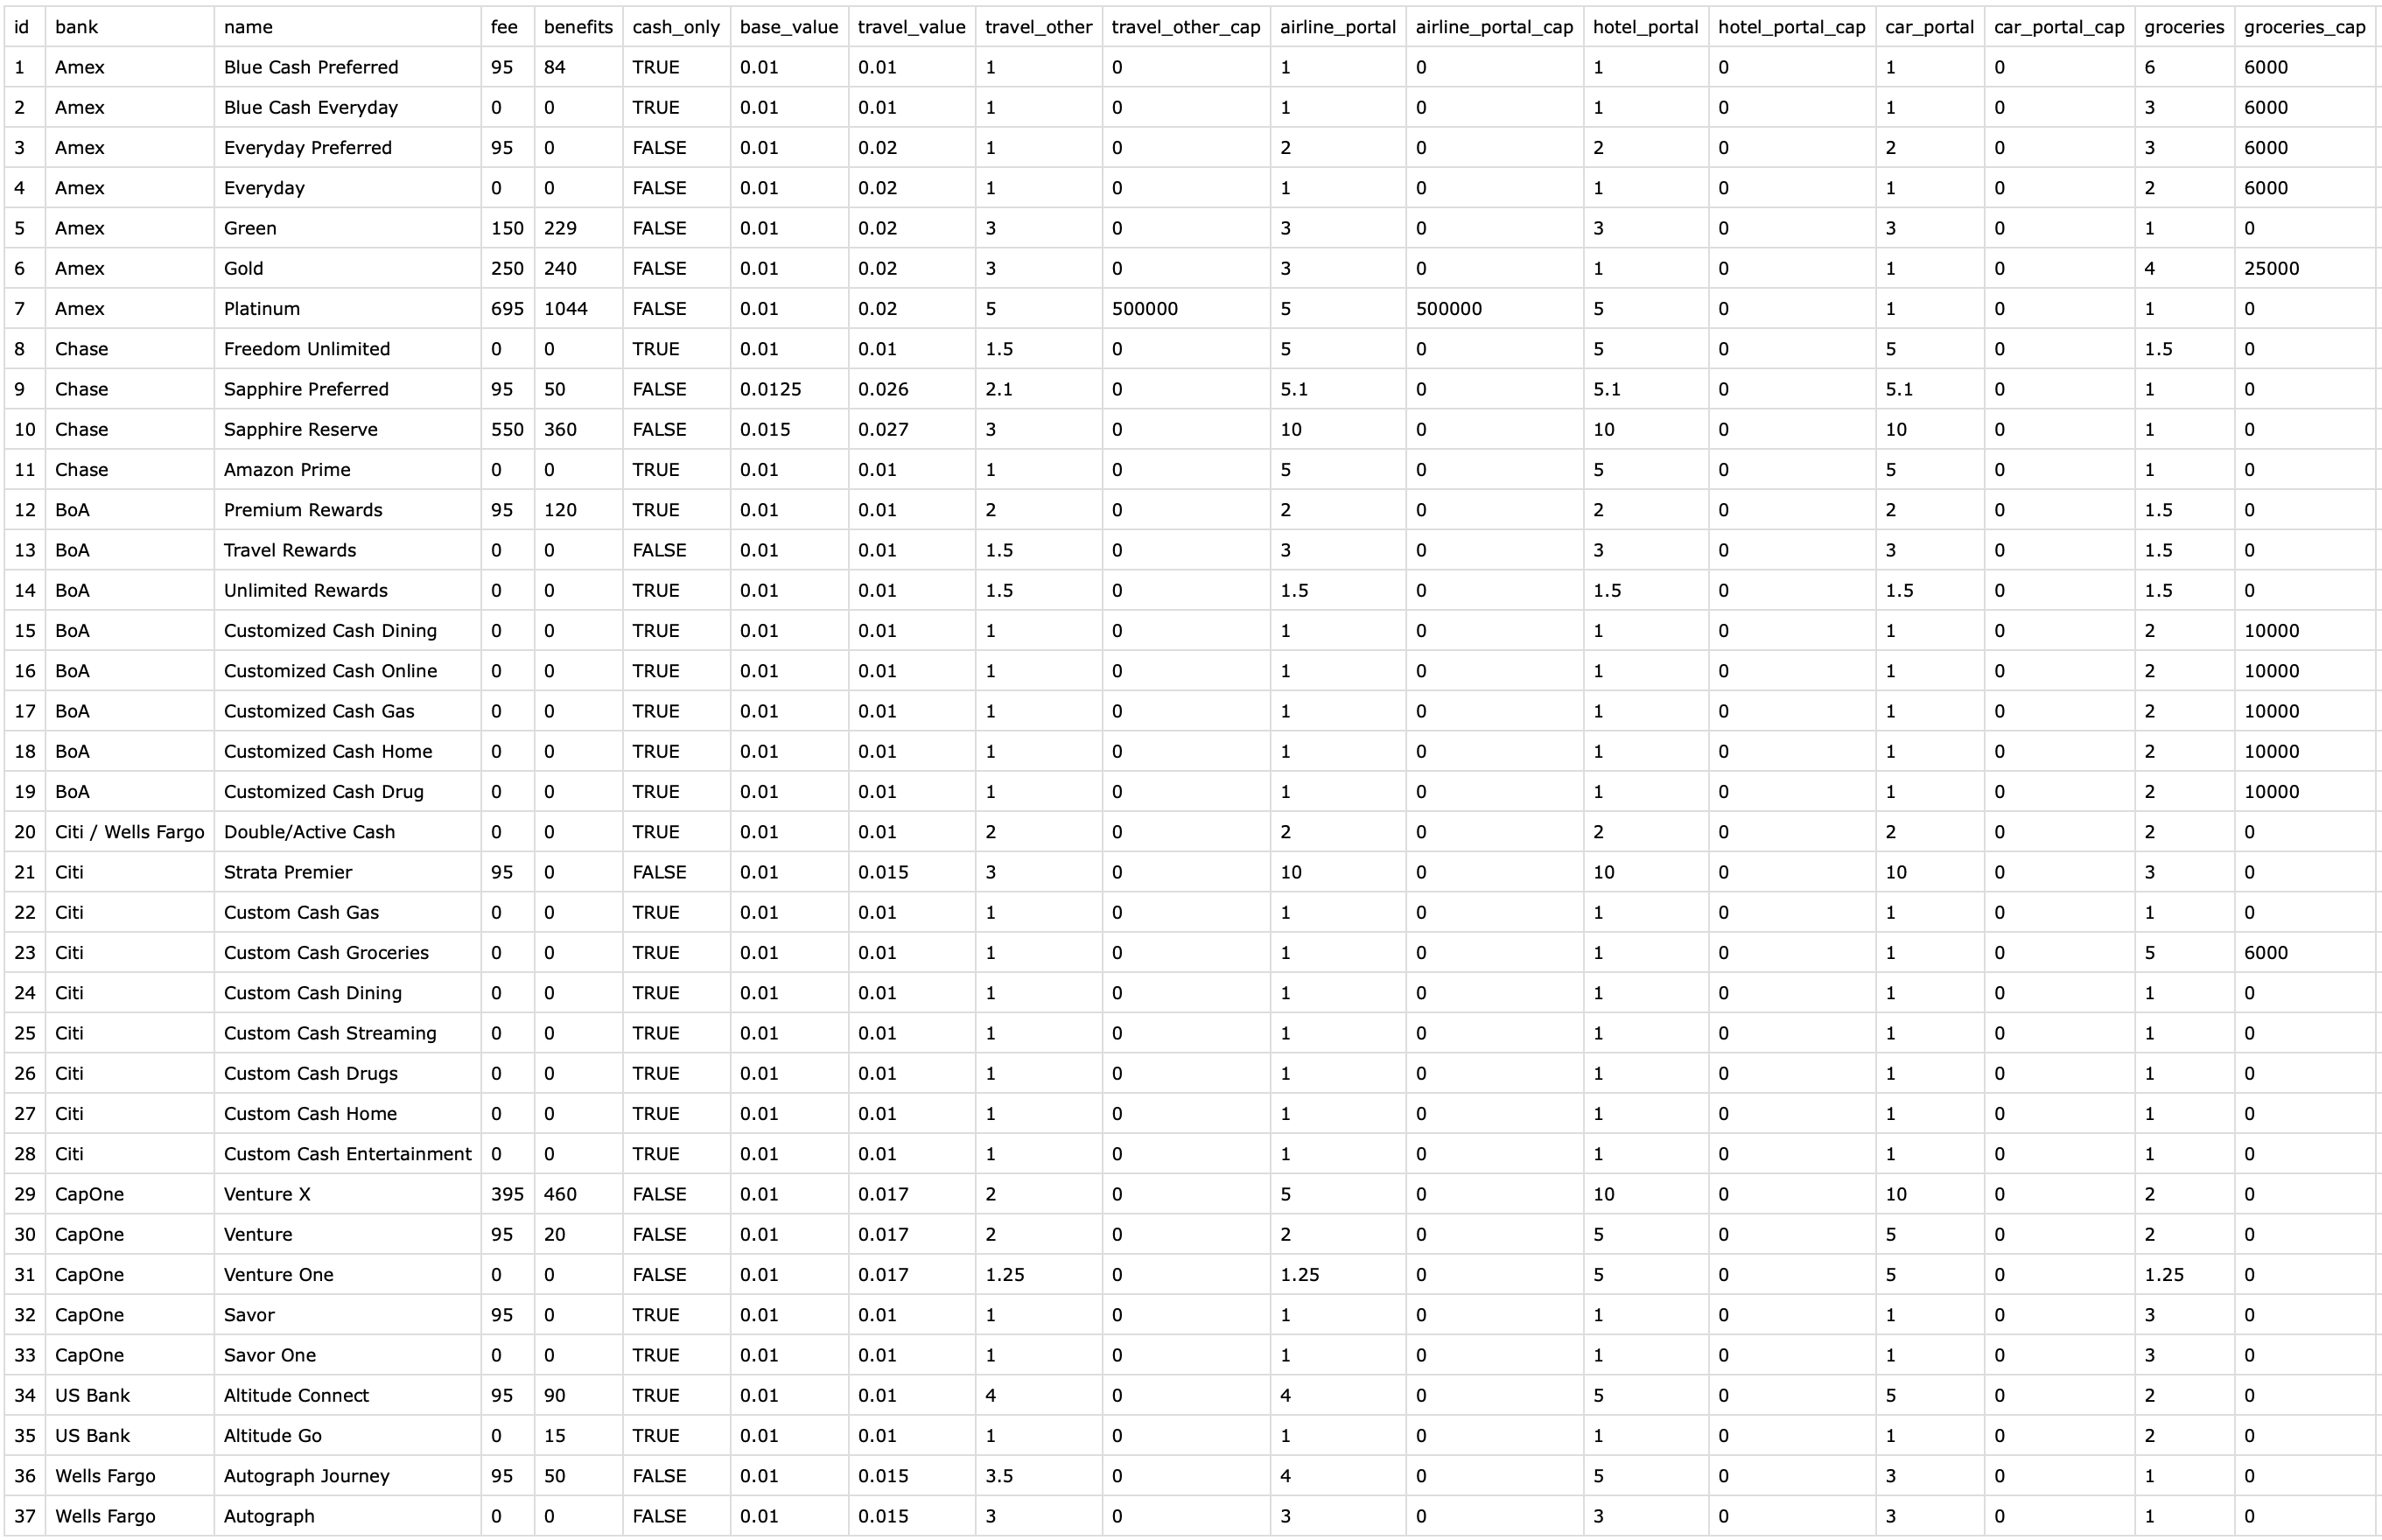 id bank name fee benefits cash_only base_value travel_value travel_other travel_other_cap airline_portal airline_portal_cap hotel_portal hotel_portal_cap car_portal car_portal_cap groceries groceries_cap
1 Amex Blue Cash Preferred 95 84 TRUE 0.01 0.01 1 0 1 0 1 0 1 0 6 6000
2 Amex Blue Cash Everyday 0 0 TRUE 0.01 0.01 1 0 1 0 1 0 1 0 3 6000
3 Amex Everyday Preferred 95 0 FALSE 0.01 0.02 1 0 2 0 2 0 2 0 3 6000
4 Amex Everyday 0 0 FALSE 0.01 0.02 1 0 1 0 1 0 1 0 2 6000
5 Amex Green 150 229 FALSE 0.01 0.02 3 0 3 0 3 0 3 0 1 0
6 Amex Gold 250 240 FALSE 0.01 0.02 3 0 3 0 1 0 1 0 4 25000
7 Amex Platinum 695 1044 FALSE 0.01 0.02 5 500000 5 500000 5 0 1 0 1 0
8 Chase Freedom Unlimited 0 0 TRUE 0.01 0.01 1.5 0 5 0 5 0 5 0 1.5 0
9 Chase Sapphire Preferred 95 50 FALSE 0.0125 0.026 2.1 0 5.1 0 5.1 0 5.1 0 1 0
10 Chase Sapphire Reserve 550 360 FALSE 0.015 0.027 3 0 10 0 10 0 10 0 1 0
11 Chase Amazon Prime 0 0 TRUE 0.01 0.01 1 0 5 0 5 0 5 0 1 0
12 BoA Premium Rewards 95 120 TRUE 0.01 0.01 2 0 2 0 2 0 2 0 1.5 0
13 BoA Travel Rewards 0 0 FALSE 0.01 0.01 1.5 0 3 0 3 0 3 0 1.5 0
14 BoA Unlimited Rewards 0 0 TRUE 0.01 0.01 1.5 0 1.5 0 1.5 0 1.5 0 1.5 0
15 BoA Customized Cash Dining 0 0 TRUE 0.01 0.01 1 0 1 0 1 0 1 0 2 10000
16 BoA Customized Cash Online 0 0 TRUE 0.01 0.01 1 0 1 0 1 0 1 0 2 10000
17 BoA Customized Cash Gas 0 0 TRUE 0.01 0.01 1 0 1 0 1 0 1 0 2 10000
18 BoA Customized Cash Home 0 0 TRUE 0.01 0.01 1 0 1 0 1 0 1 0 2 10000
19 BoA Customized Cash Drug 0 0 TRUE 0.01 0.01 1 0 1 0 1 0 1 0 2 10000
20 Citi / Wells Fargo Double/Active Cash 0 0 TRUE 0.01 0.01 2 0 2 0 2 0 2 0 2 0
21 Citi Strata Premier 95 0 FALSE 0.01 0.015 3 0 10 0 10 0 10 0 3 0
22 Citi Custom Cash Gas 0 0 TRUE 0.01 0.01 1 0 1 0 1 0 1 0 1 0
23 Citi Custom Cash Groceries 0 0 TRUE 0.01 0.01 1 0 1 0 1 0 1 0 5 6000
24 Citi Custom Cash Dining 0 0 TRUE 0.01 0.01 1 0 1 0 1 0 1 0 1 0
25 Citi Custom Cash Streaming 0 0 TRUE 0.01 0.01 1 0 1 0 1 0 1 0 1 0
26 Citi Custom Cash Drugs 0 0 TRUE 0.01 0.01 1 0 1 0 1 0 1 0 1 0
27 Citi Custom Cash Home 0 0 TRUE 0.01 0.01 1 0 1 0 1 0 1 0 1 0
28 Citi Custom Cash Entertainment 0 0 TRUE 0.01 0.01 1 0 1 0 1 0 1 0 1 0
29 CapOne Venture X 395 460 FALSE 0.01 0.017 2 0 5 0 10 0 10 0 2 0
30 CapOne Venture 95 20 FALSE 0.01 0.017 2 0 2 0 5 0 5 0 2 0
31 CapOne Venture One 0 0 FALSE 0.01 0.017 1.25 0 1.25 0 5 0 5 0 1.25 0
32 CapOne Savor 95 0 TRUE 0.01 0.01 1 0 1 0 1 0 1 0 3 0
33 CapOne Savor One 0 0 TRUE 0.01 0.01 1 0 1 0 1 0 1 0 3 0
34 US Bank Altitude Connect 95 90 TRUE 0.01 0.01 4 0 4 0 5 0 5 0 2 0
35 US Bank Altitude Go 0 15 TRUE 0.01 0.01 1 0 1 0 1 0 1 0 2 0
36 Wells Fargo Autograph Journey 95 50 FALSE 0.01 0.015 3.5 0 4 0 5 0 3 0 1 0
37 Wells Fargo Autograph 0 0 FALSE 0.01 0.015 3 0 3 0 3 0 3 0 1 0